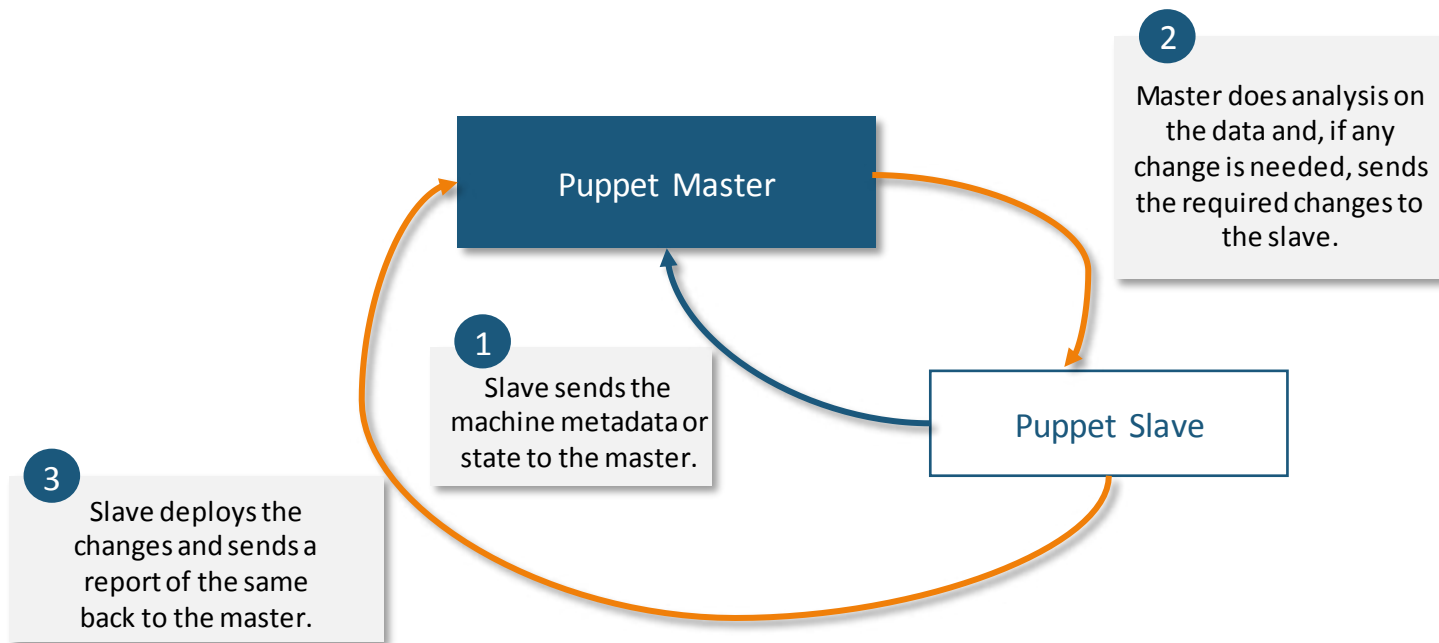 2
Master does analysis on
the data and, if any
change is needed, sends
the required changes to
the slave.
Puppet Master
1
Slave sends the
machine metadata or
state to the master.
Puppet Slave
3
Slave deploys the
changes and sends a
report of the same
back to the master.